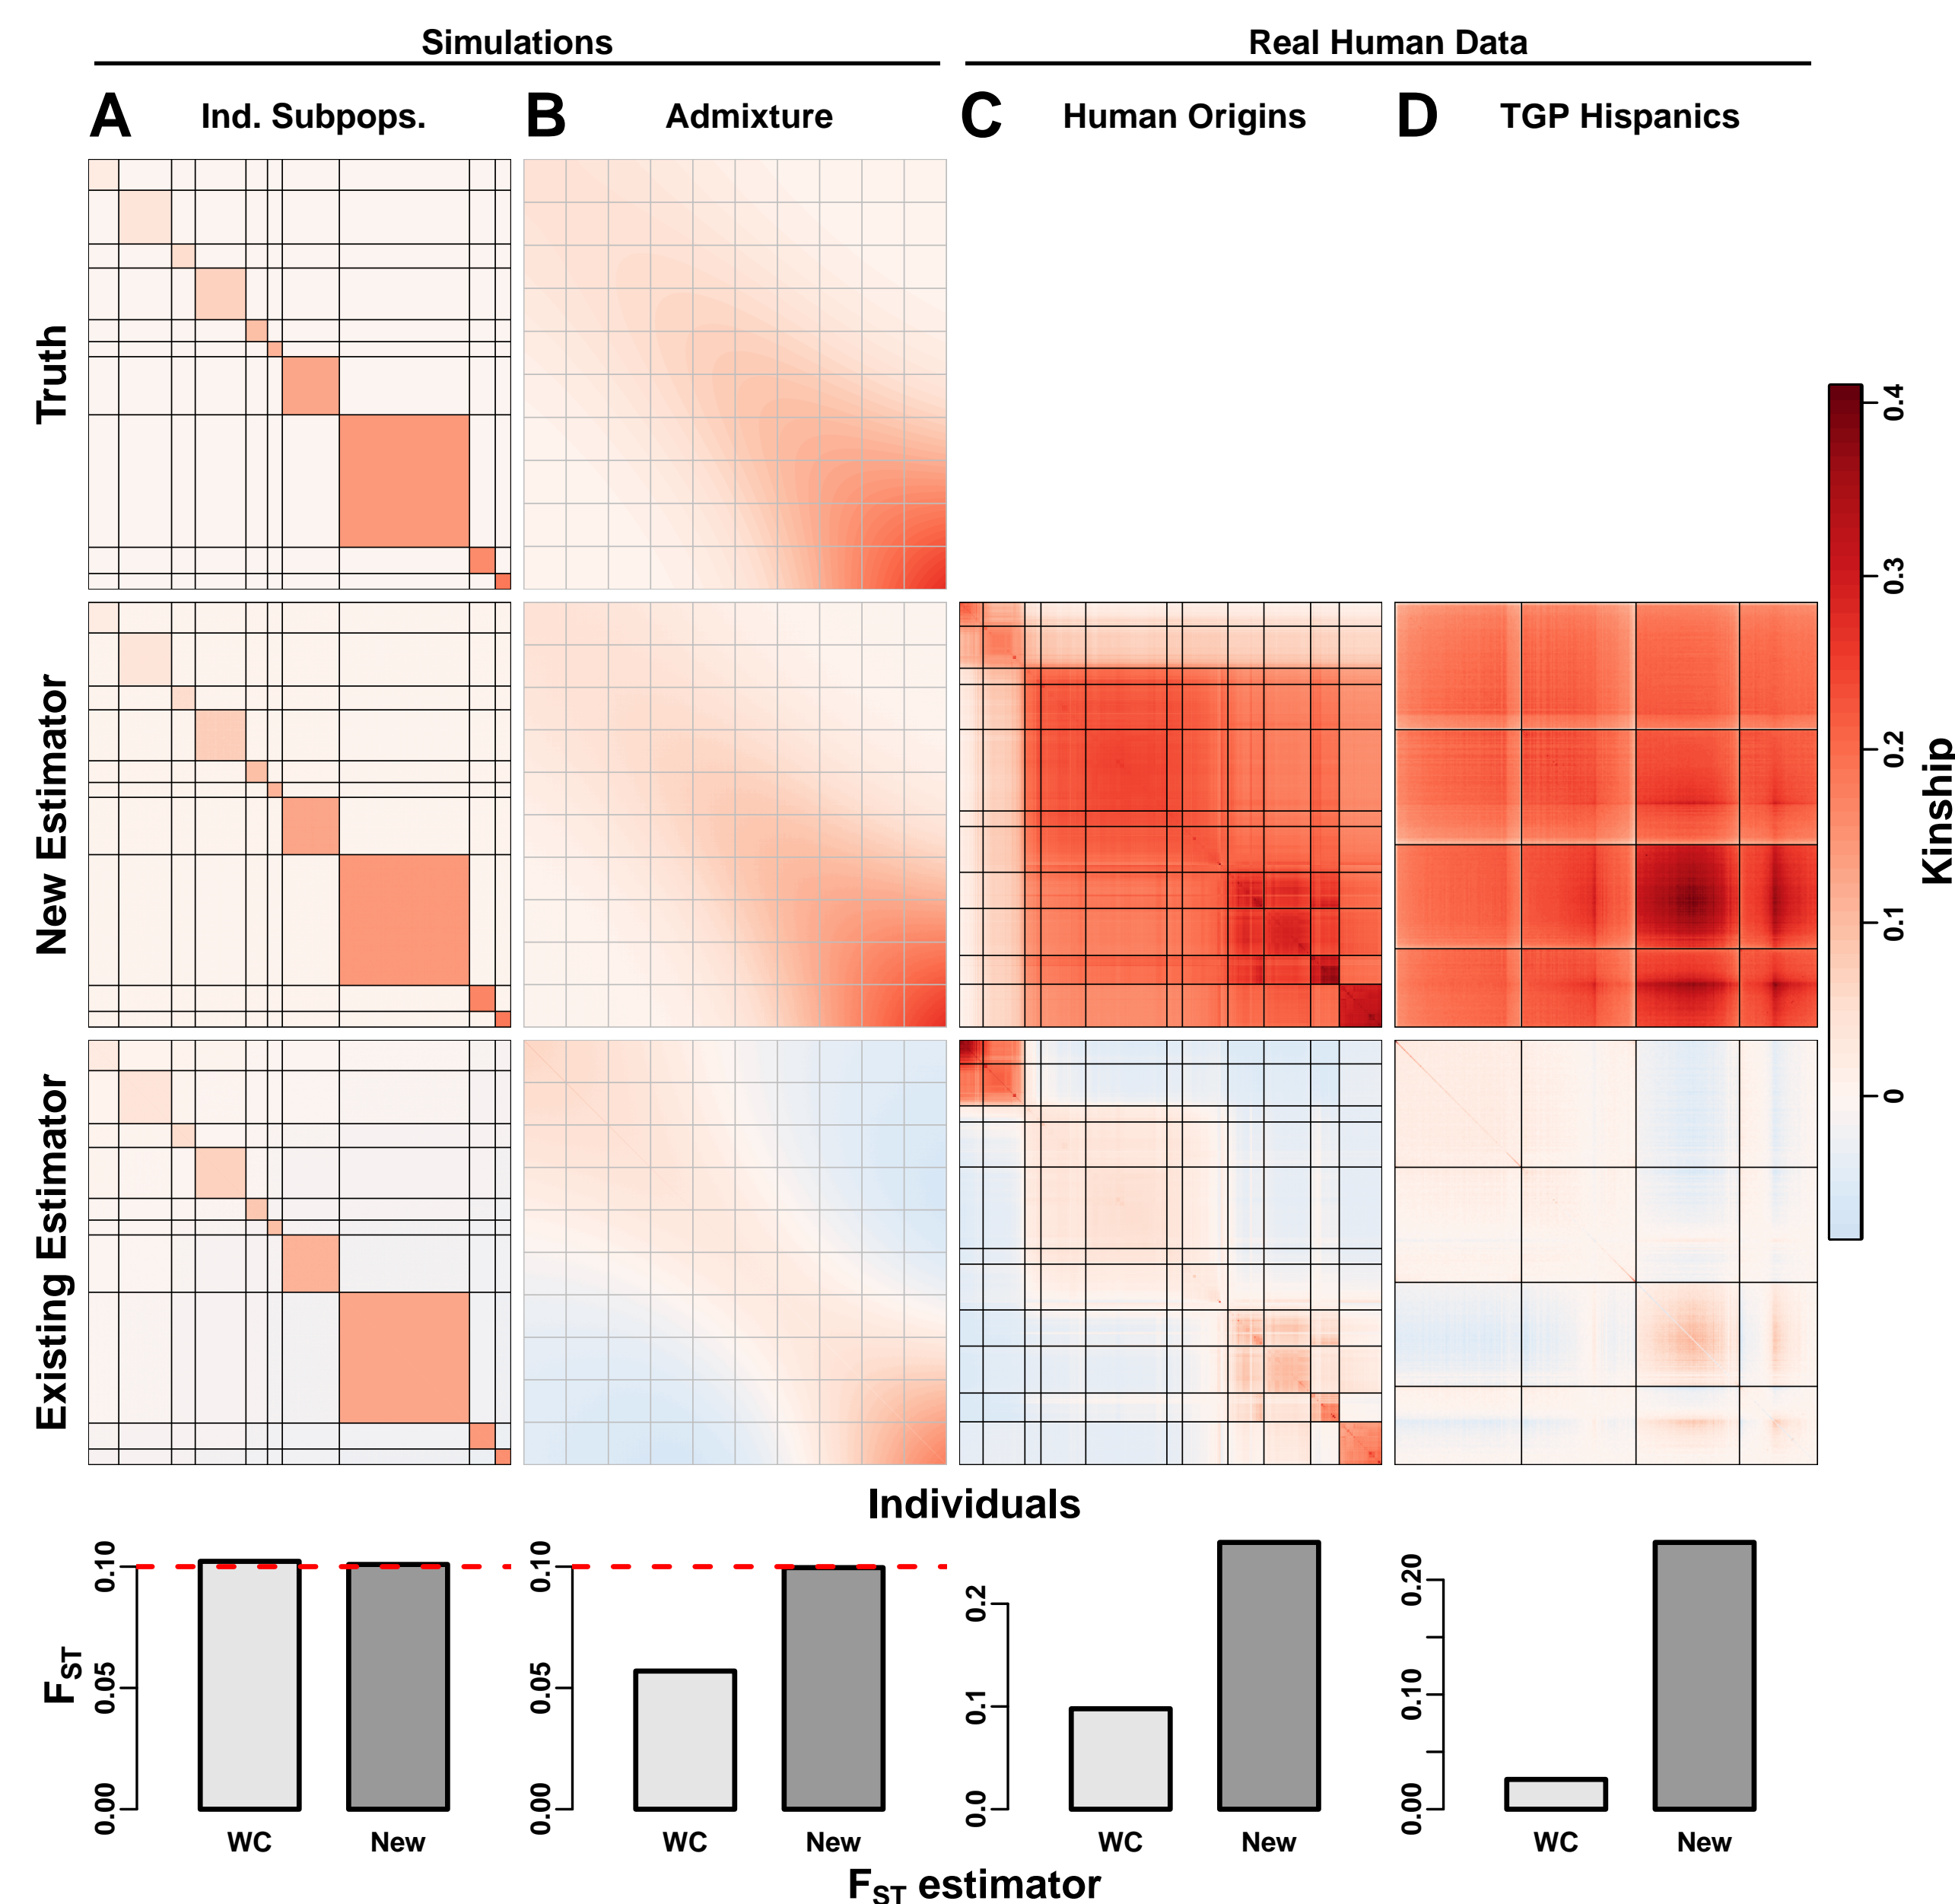 Simulations
Real Human Data
A Ind. Subpops.
B Admixture
C Human Origins
D TGP Hispanics
Truth
New Estimator
Existing Estimator
0.4
0.3
0.2
0.1
0
Kinship
Individuals
F_ST
0.10
0.05
0.00
WC New
0.10
0.05
0.00
WC New
0.2
0.1
0.0
WC New
0.20
0.10
0.00
WC New
F_ST estimator